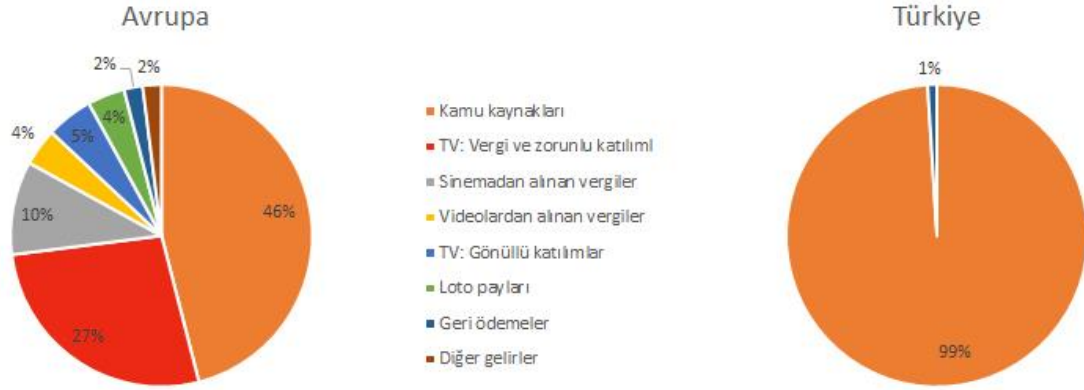 Avrupa
Türkiye
2%
2%
4%
5%
4%
10%
27%
46%
Kamu kaynakları
TV: Vergi ve zorunlu katılıml
Sinemadan alınan vergiler
Videolardan alınan vergiler
TV: Gönüllü katılımlar
Loto payları
Geri ödemeler
Diğer gelirler
1%
99%